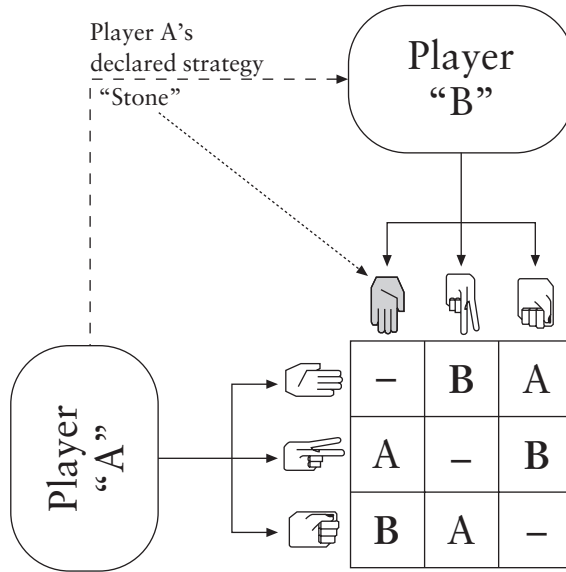 Player A's
declared strategy
“Stone”
Player
“B”
Player
“A”
– B A
A – B
B A –